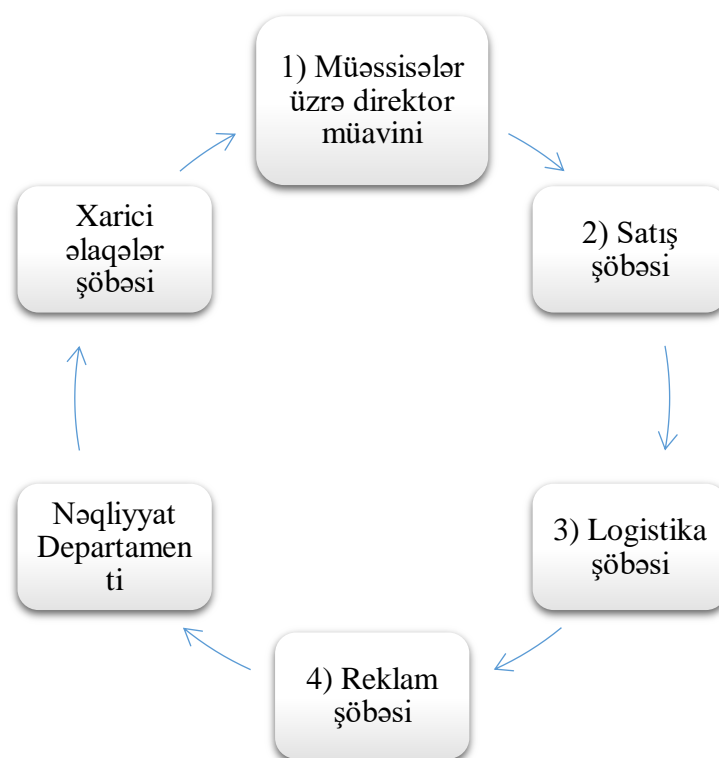 1) Müəssisələr
üzrə direktor
müavini
2) Satış
şöbəsi
3) Logistika
şöbəsi
4) Reklam
şöbəsi
Nəqliyyat
Departamen
ti
Xarici
əlaqələr
şöbəsi